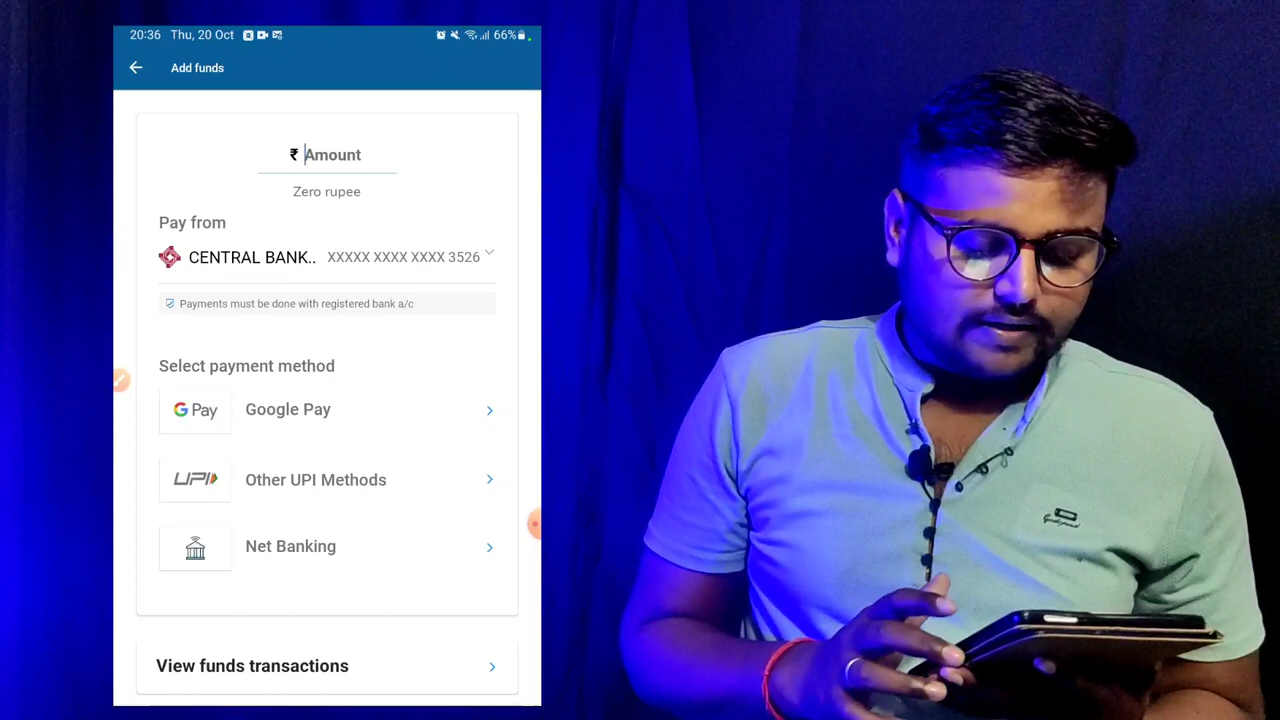 20:36 Thu, 20 Oct 66%
Add funds
₹ Amount
Zero rupee
Pay from
CENTRAL BANK.. XXXXX XXXX XXXX 3526
Payments must be done with registered bank a/c
Select payment method
G Pay Google Pay
UPI Other UPI Methods
Net Banking
View funds transactions